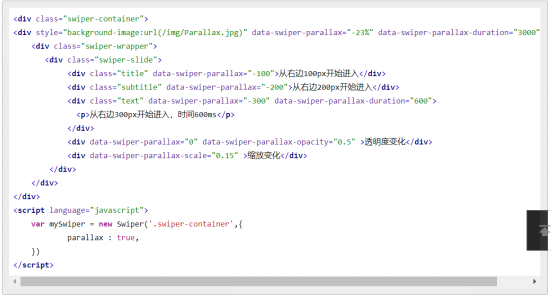 <div class="swiper-container">
<div style="background-image:url(/img/Parallax.jpg)" data-swiper-parallax="-23%" data-swiper-parallax-duration="3000"
<div class="swiper-wrapper">
<div class="swiper-slide">
<div class="title" data-swiper-parallax="-100">从右边100px开始进入</div>
<div class="subtitle" data-swiper-parallax="-200">从右边200px开始进入</div>
<div class="text" data-swiper-parallax="-300" data-swiper-parallax-duration="600">
<p>从右边300px开始进入，时间600ms</p>
</div>
<div data-swiper-parallax="0" data-swiper-parallax-opacity="0.5" >透明度变化</div>
<div data-swiper-parallax-scale="0.15" >缩放变化</div>
</div>
</div>
</div>
<script language="javascript">
var mySwiper = new Swiper('.swiper-container',{
parallax : true,
})
</script>